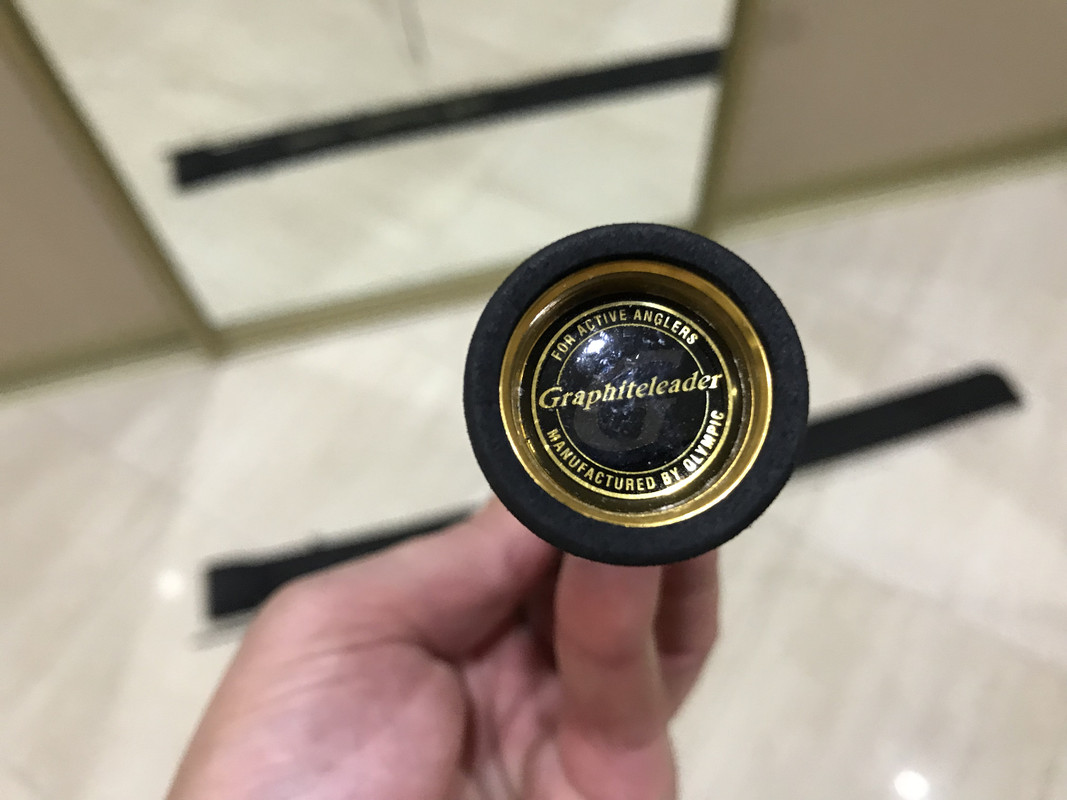 FOR ACTIVE ANGLERS
Graphiteleader
MANUFACTURED BY OLYMPIC